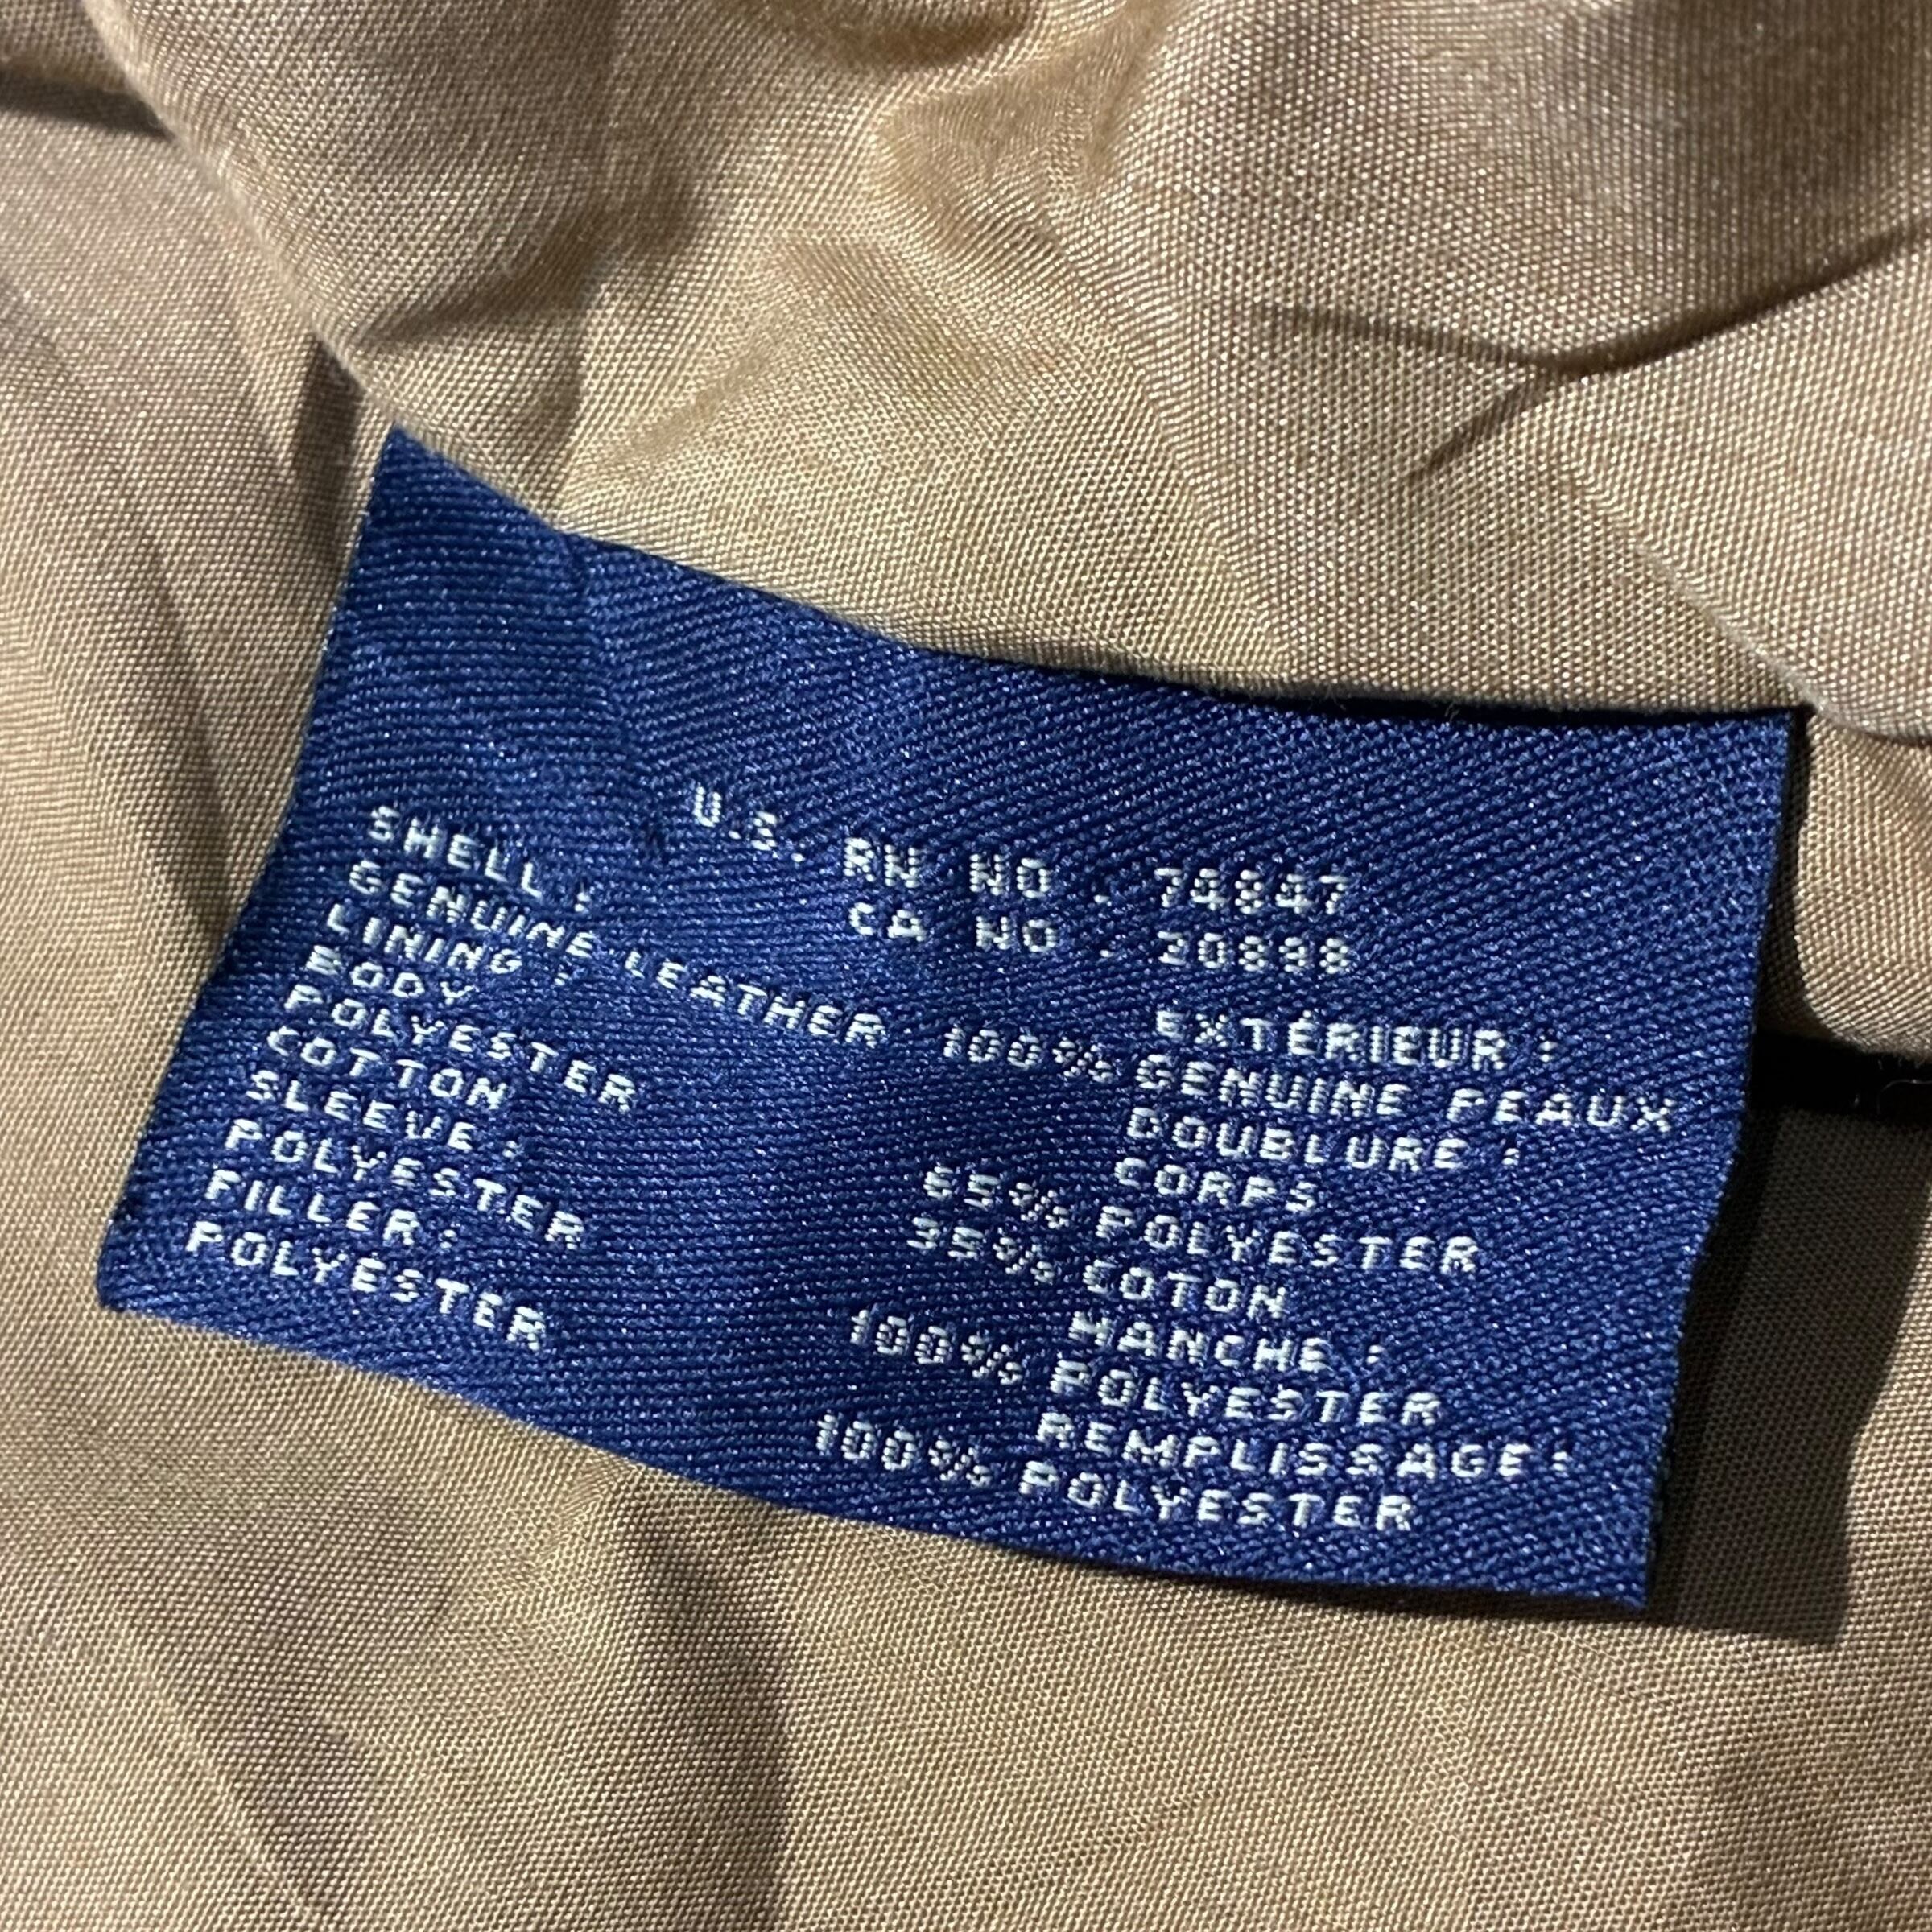 U.S. RN NO. 74847
CA NO. 20898
SHELL: EXTÉRIEUR:
GENUINE LEATHER 100% GENUINE PEAUX
LINING: DOUBLURE:
BODY CORPS
POLYESTER 65% POLYESTER
COTTON 35% COTON
SLEEVE: MANCHE:
POLYESTER 100% POLYESTER
FILLER: REMPLISSAGE:
POLYESTER 100% POLYESTER